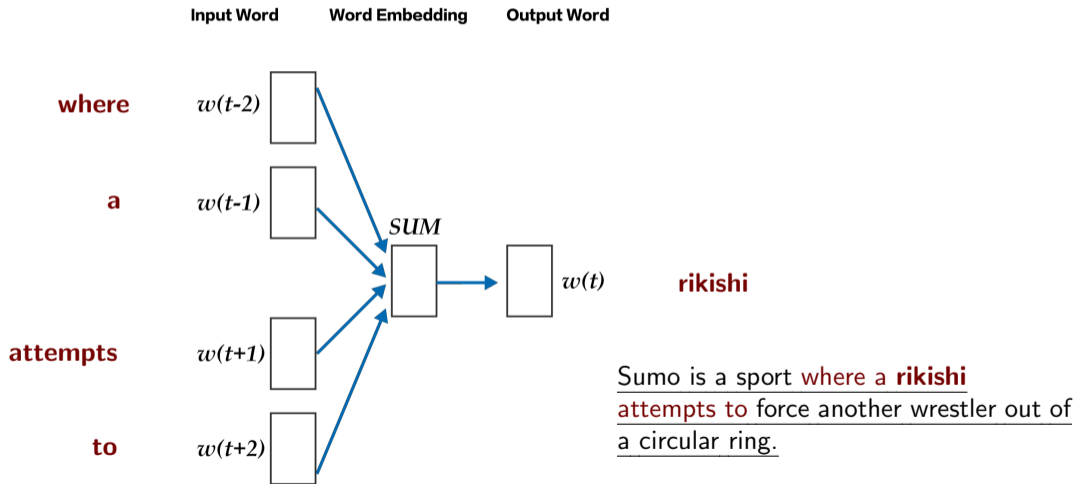 Input Word Word Embedding Output Word
where w(t-2)
a w(t-1)
SUM
w(t) rikishi
attempts w(t+1)
Sumo is a sport where a rikishi
attempts to force another wrestler out of
to w(t+2)
a circular ring.